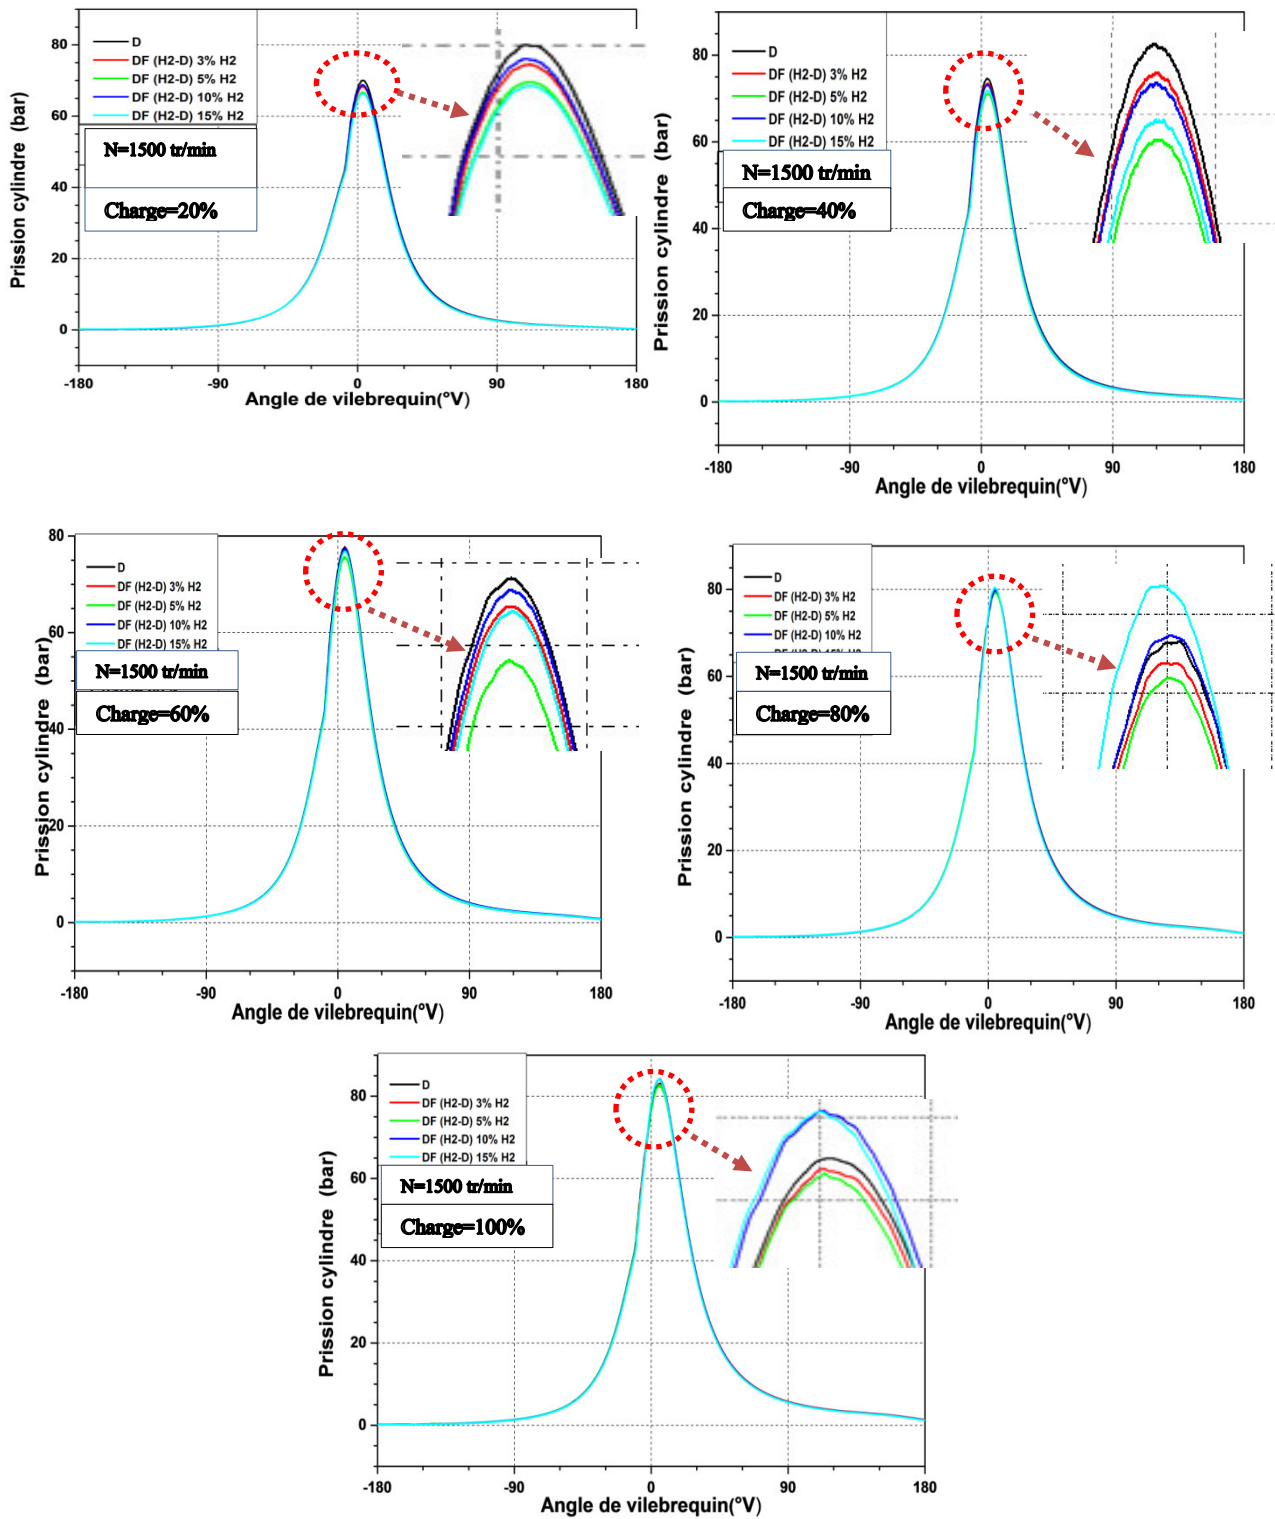 80
60
40
20
0
-180
-90
0
90
180
Prission cylindre (bar)
Angle de vilebrequin(°V)
D
DF (H2-D) 3% H2
DF (H2-D) 5% H2
DF (H2-D) 10% H2
DF (H2-D) 15% H2
N=1500 tr/min
Charge=20%
80
60
40
20
0
-180
-90
0
90
180
Prission cylindre (bar)
Angle de vilebrequin(°V)
D
DF (H2-D) 3% H2
DF (H2-D) 5% H2
DF (H2-D) 10% H2
DF (H2-D) 15% H2
N=1500 tr/min
Charge=40%
80
60
40
20
0
-180
-90
0
90
180
Prission cylindre (bar)
Angle de vilebrequin(°V)
D
DF (H2-D) 3% H2
DF (H2-D) 5% H2
DF (H2-D) 10% H2
DF (H2-D) 15% H2
N=1500 tr/min
Charge=60%
80
60
40
20
0
-180
-90
0
90
180
Prission cylindre (bar)
Angle de vilebrequin(°V)
D
DF (H2-D) 3% H2
DF (H2-D) 5% H2
DF (H2-D) 10% H2
DF (H2-D) 15% H2
N=1500 tr/min
Charge=80%
80
60
40
20
0
-180
-90
0
90
180
Prission cylindre (bar)
Angle de vilebrequin(°V)
D
DF (H2-D) 3% H2
DF (H2-D) 5% H2
DF (H2-D) 10% H2
DF (H2-D) 15% H2
N=1500 tr/min
Charge=100%